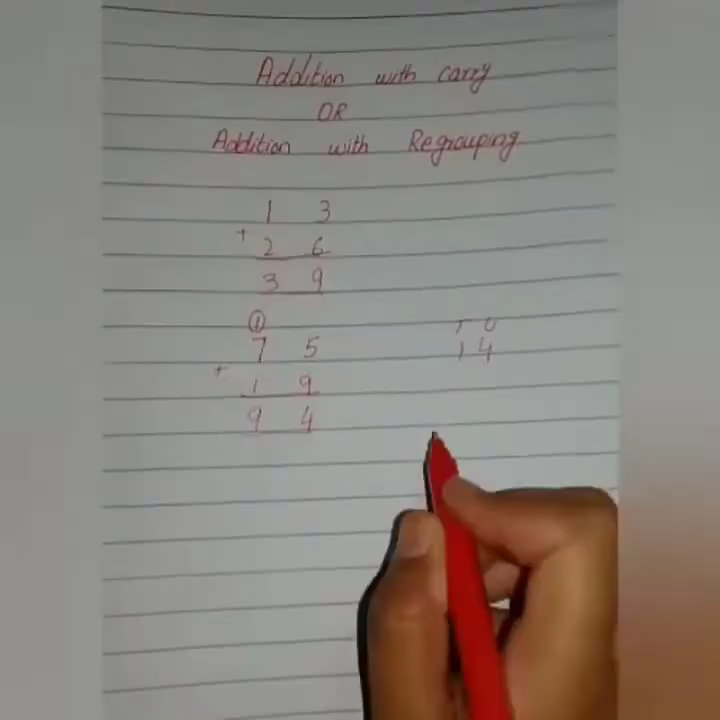 Addition with carry
OR
Addition with Regrouping
1 3
+ 2 6
3 9
①
7 5
+ 1 9
9 4
T U
1 4